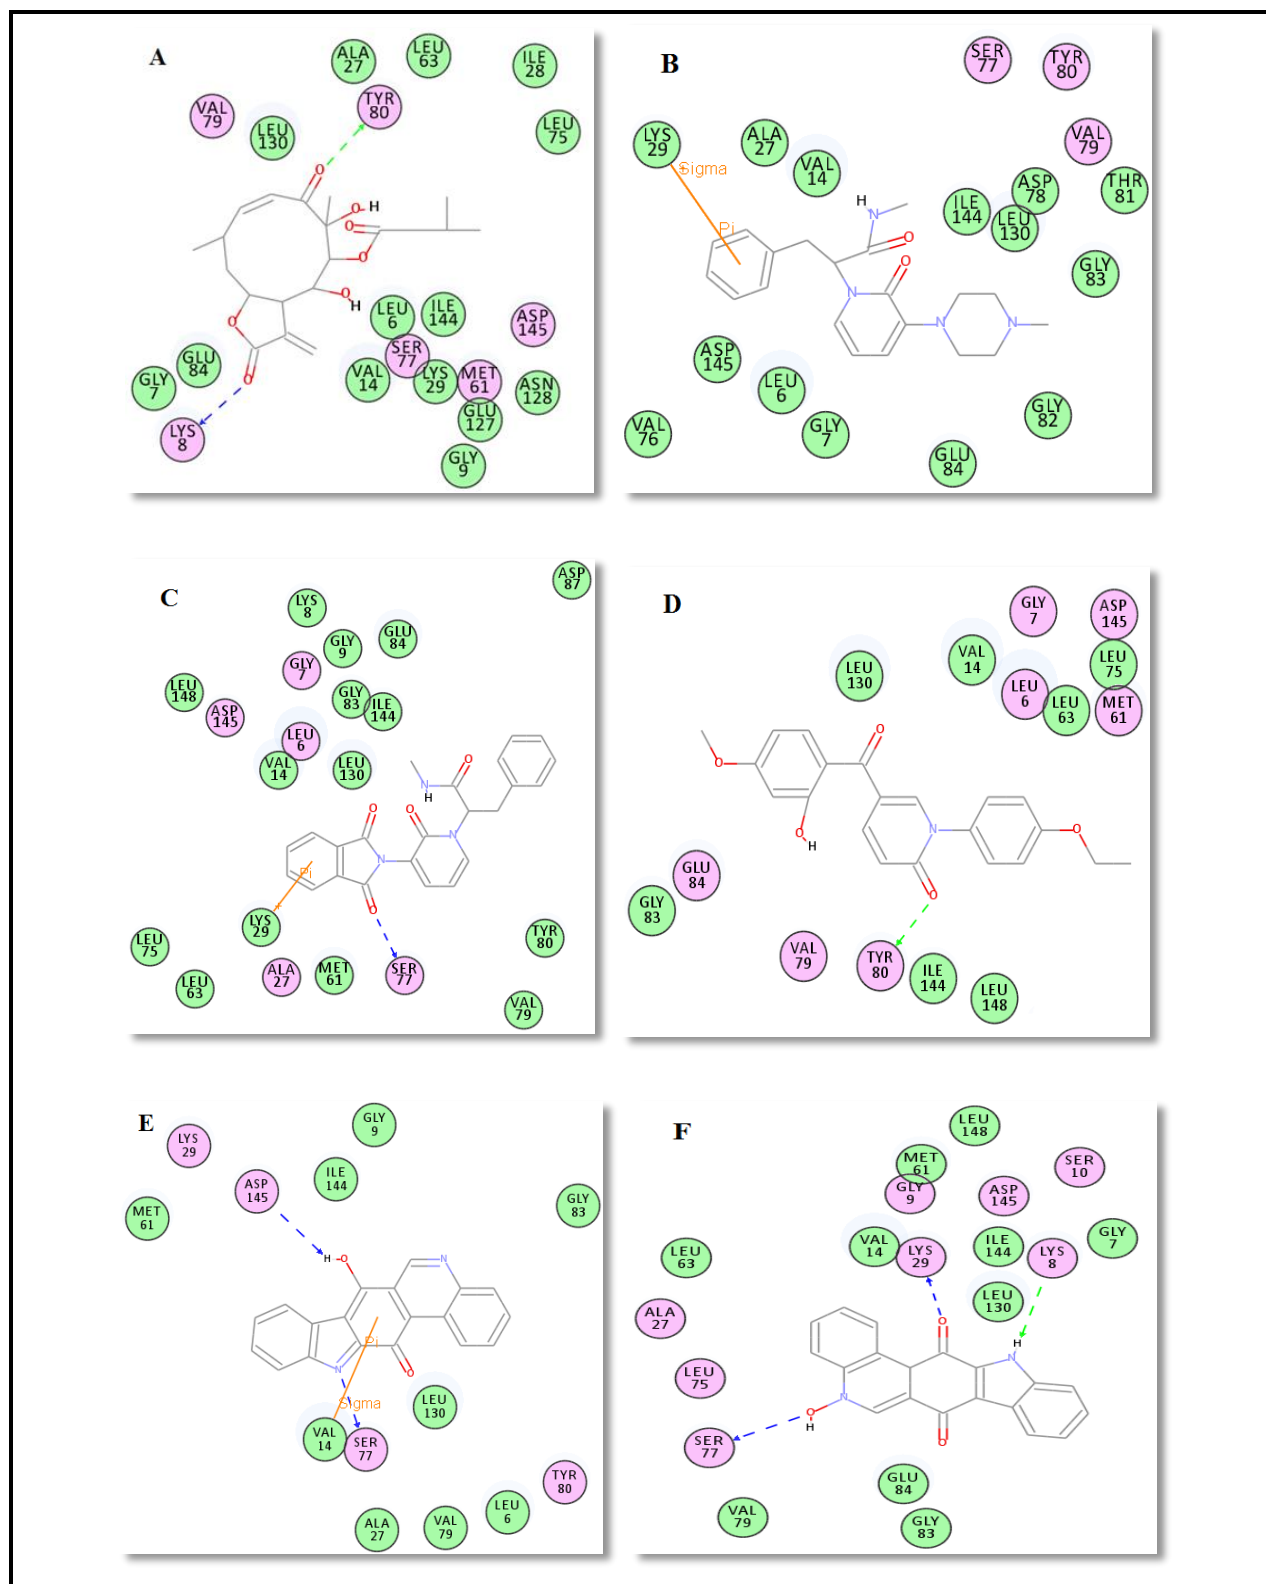 A
ALA
27
LEU
63
ILE
28
TYR
80
VAL
79
LEU
130
LEU
75
O
O
H
O
O
O
H
O
O
LEU
6
ILE
144
ASP
145
SER
77
GLU
84
GLY
7
VAL
14
LYS
29
MET
61
ASN
128
GLU
127
LYS
8
GLY
9
B
SER
77
TYR
80
LYS
29
ALA
27
VAL
14
VAL
79
Sigma
ASP
78
THR
81
ILE
144
LEU
130
H
N
Pi
O
O
GLY
83
N
N
N
ASP
145
LEU
6
GLY
82
VAL
76
GLY
7
GLU
84
C
ASP
87
LYS
8
GLY
9
GLU
84
GLY
7
LEU
148
GLY
83
ILE
144
ASP
145
LEU
6
VAL
14
LEU
130
O
N
H
O
O
N
N
Pi
O
LYS
29
LEU
75
TYR
80
ALA
27
MET
61
SER
77
LEU
63
VAL
79
D
GLY
7
ASP
145
VAL
14
LEU
75
LEU
130
LEU
6
LEU
63
MET
61
O
O
O
H
N
O
O
GLU
84
GLY
83
VAL
79
TYR
80
ILE
144
LEU
148
E
GLY
9
LYS
29
ILE
144
ASP
145
MET
61
GLY
83
H
O
N
Pi
N
O
Sigma
LEU
130
VAL
14
SER
77
TYR
80
LEU
6
ALA
27
VAL
79
F
LEU
148
MET
61
SER
10
GLY
9
ASP
145
VAL
14
LYS
29
ILE
144
LYS
8
GLY
7
LEU
63
LEU
130
ALA
27
O
H
N
LEU
75
N
O
H
O
SER
77
GLU
84
VAL
79
GLY
83